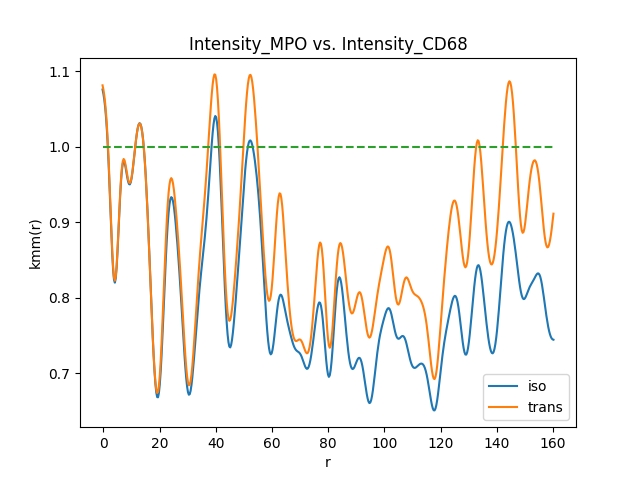 Intensity_MPO vs. Intensity_CD68
kmm(r)
1.1
1.0
0.9
0.8
0.7
0 20 40 60 80 100 120 140 160
r
iso
trans